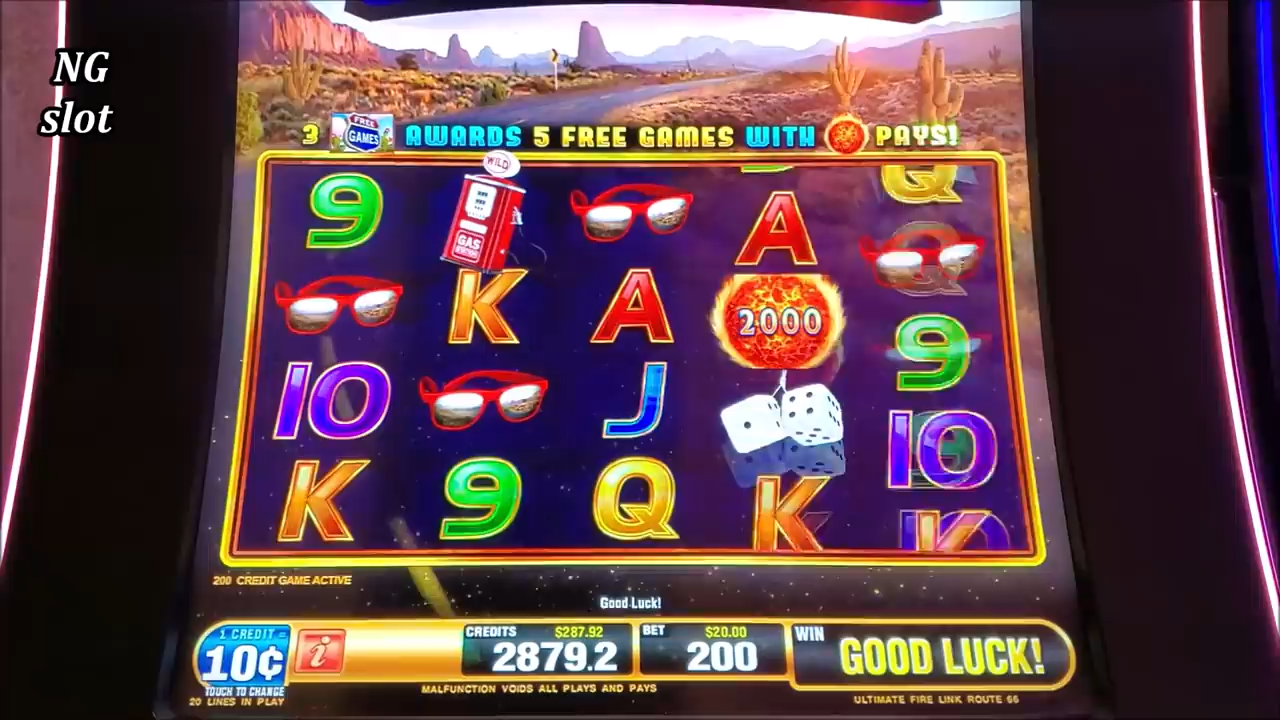 NG
slot
3 FREE GAMES AWARDS 5 FREE GAMES WITH PAYS!
WILD
GAS
9
A
Q
K
A
2000
9
10
J
10
K
9
Q
K
K
200 CREDIT GAME ACTIVE
Good Luck!
1 CREDIT =
10¢
TOUCH TO CHANGE
20 LINES IN PLAY
i
CREDITS $287.92
2879.2
BET $20.00
200
WIN
GOOD LUCK!
MALFUNCTION VOIDS ALL PLAYS AND PAYS
ULTIMATE FIRE LINK ROUTE 66